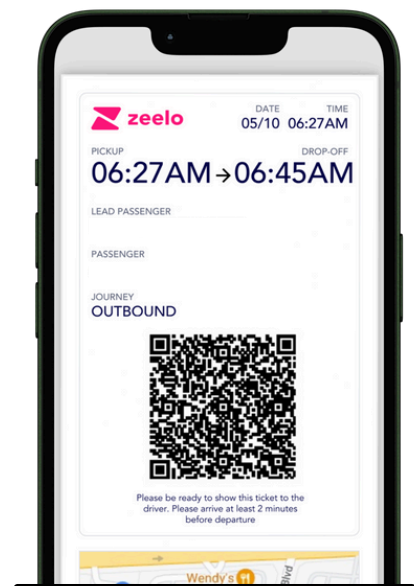 zeelo
DATE TIME
05/10 06:27AM
PICKUP DROP-OFF
06:27AM→06:45AM
LEAD PASSENGER
PASSENGER
JOURNEY
OUTBOUND
Please be ready to show this ticket to the
driver. Please arrive at least 2 minutes
before departure
Wendy's
Blvd